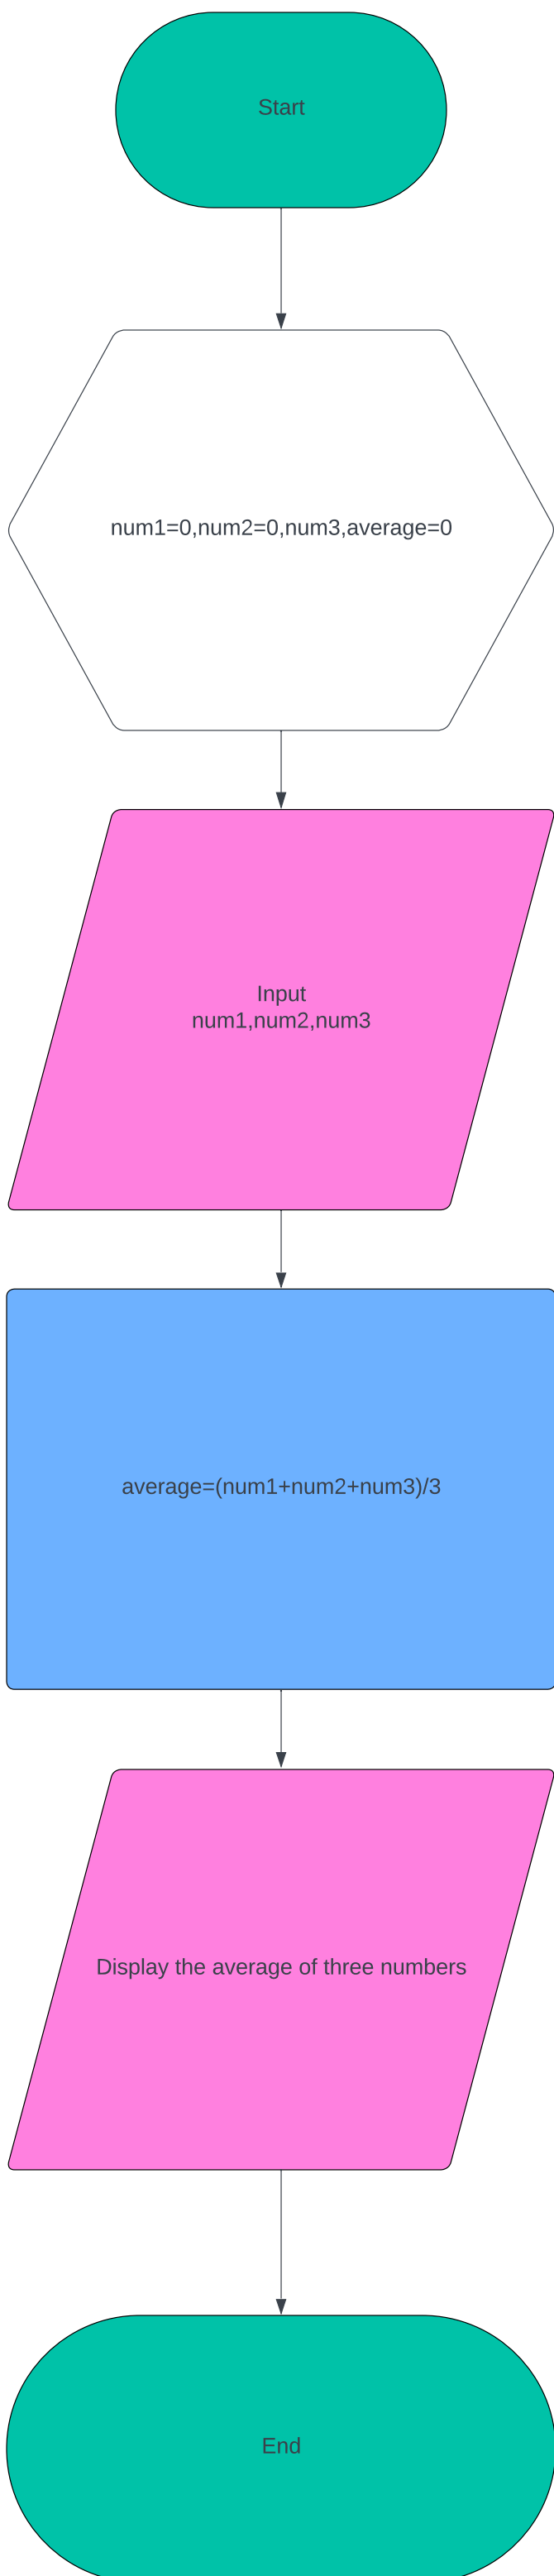 Start
num1=0,num2=0,num3,average=0
Input
num1,num2,num3
average=(num1+num2+num3)/3
Display the average of three numbers
End